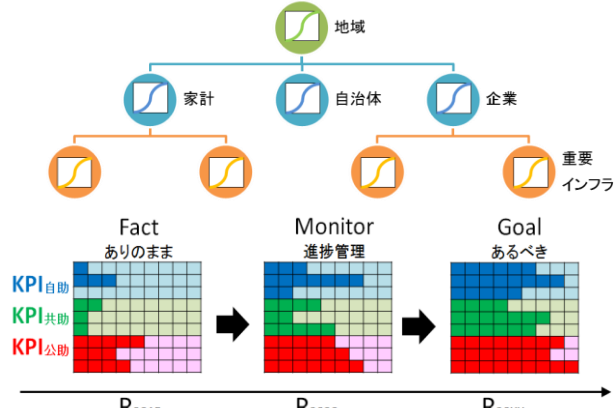 地域
家計
自治体
企業
重要
インフラ
Fact
ありのまま
Monitor
進捗管理
Goal
あるべき
KPI自助
KPI共助
KPI公助